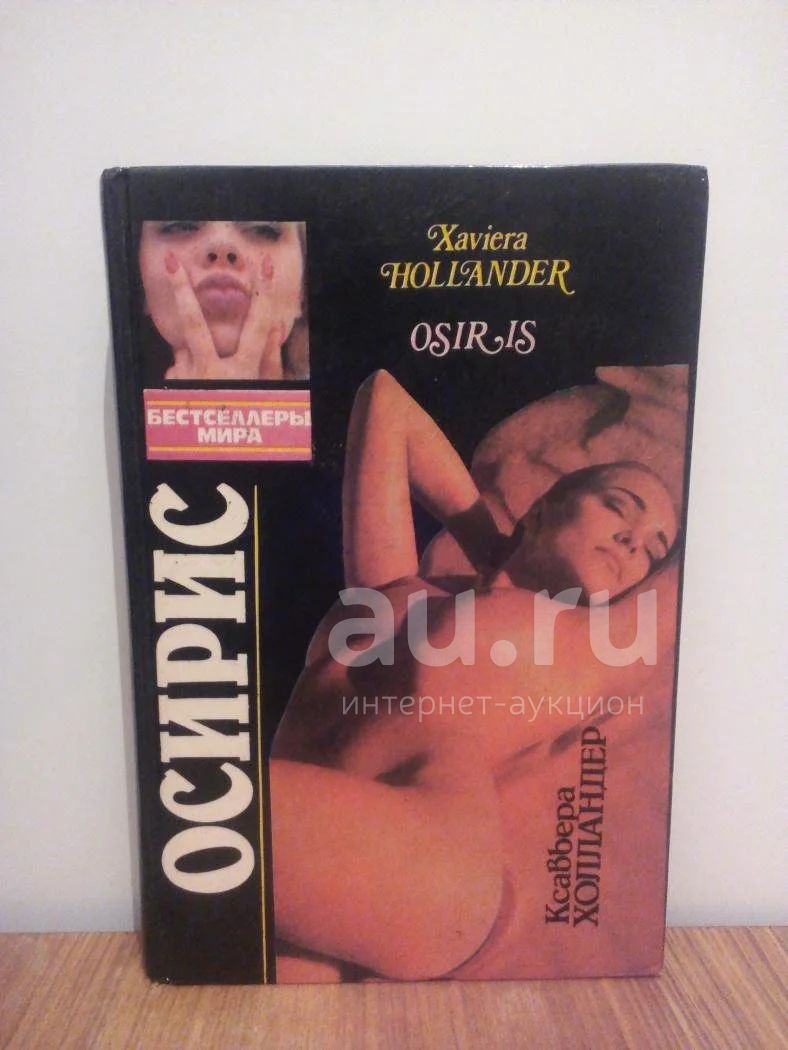 Xaviera
HOLLANDER
OSIRIS
БЕСТСЕЛЛЕРЫ
МИРА
ОСИРИС
au.ru
интернет-аукцион
Ксавьера
ХОЛЛАНДЕР